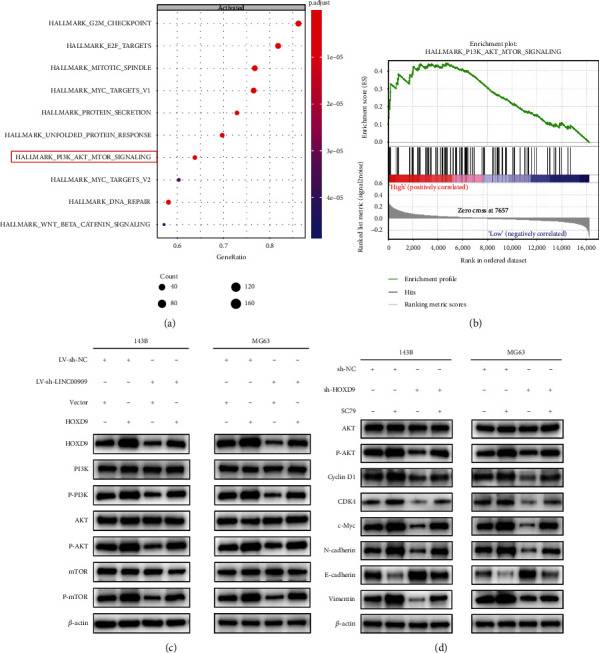 Activated
HALLMARK_G2M_CHECKPOINT
HALLMARK_E2F_TARGETS
HALLMARK_MITOTIC_SPINDLE
HALLMARK_MYC_TARGETS_V1
HALLMARK_PROTEIN_SECRETION
HALLMARK_UNFOLDED_PROTEIN_RESPONSE
HALLMARK_PI3K_AKT_MTOR_SIGNALING
HALLMARK_MYC_TARGETS_V2
HALLMARK_DNA_REPAIR
HALLMARK_WNT_BETA_CATENIN_SIGNALING
0.6 0.7 0.8
GeneRatio
p.adjust
1e-05
2e-05
3e-05
4e-05
Count
40 120
80 160
(a)
Enrichment plot:
HALLMARK_P13K_AKT_MTOR_SIGNALING
Enrichment score (ES)
0.4
0.3
0.2
0.1
0.0
'High' (positively correlated)
Ranked list metric (signal2noise)
0.6
0.4
0.2
0.0
-0.2
Zero cross at 7657
'Low' (negatively correlated)
0 2,000 4,000 6,000 8,000 10,000 12,000 14,000 16,000
Rank in ordered dataset
Enrichment profile
Hits
Ranking metric scores
(b)
143B MG63
LV-sh-NC + + - - + + - -
LV-sh-LINC00909 - - + + - - + +
Vector + - + - + - + -
HOXD9 - + - + - + - +
HOXD9
PI3K
P-PI3K
AKT
P-AKT
mTOR
P-mTOR
β-actin
(c)
143B MG63
sh-NC + + - - + + - -
sh-HOXD9 - - + + - - + +
SC79 - + - + - + - +
AKT
P-AKT
Cyclin D1
CDK4
c-Myc
N-cadherin
E-cadherin
Vimentin
β-actin
(d)